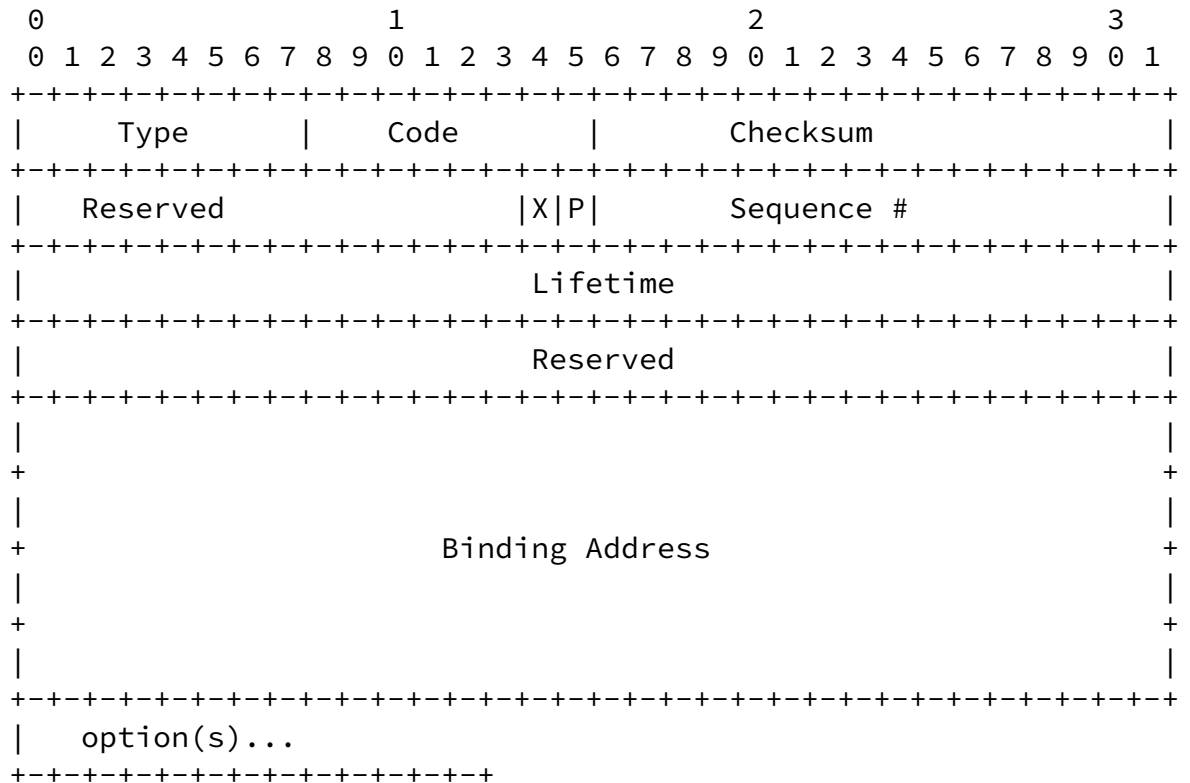 0                   1                   2                   3
 0 1 2 3 4 5 6 7 8 9 0 1 2 3 4 5 6 7 8 9 0 1 2 3 4 5 6 7 8 9 0 1
+-+-+-+-+-+-+-+-+-+-+-+-+-+-+-+-+-+-+-+-+-+-+-+-+-+-+-+-+-+-+-+-+
|     Type      |    Code       |       Checksum                |
+-+-+-+-+-+-+-+-+-+-+-+-+-+-+-+-+-+-+-+-+-+-+-+-+-+-+-+-+-+-+-+-+
|   Reserved                |X|P|       Sequence #              |
+-+-+-+-+-+-+-+-+-+-+-+-+-+-+-+-+-+-+-+-+-+-+-+-+-+-+-+-+-+-+-+-+
|                            Lifetime                           |
+-+-+-+-+-+-+-+-+-+-+-+-+-+-+-+-+-+-+-+-+-+-+-+-+-+-+-+-+-+-+-+-+
|                            Reserved                           |
+-+-+-+-+-+-+-+-+-+-+-+-+-+-+-+-+-+-+-+-+-+-+-+-+-+-+-+-+-+-+-+-+
|                                                               |
+                                                               +
|                                                               |
+                       Binding Address                         +
|                                                               |
+                                                               +
|                                                               |
+-+-+-+-+-+-+-+-+-+-+-+-+-+-+-+-+-+-+-+-+-+-+-+-+-+-+-+-+-+-+-+-+
|   option(s)...
+-+-+-+-+-+-+-+-+-+-+-+-+-+